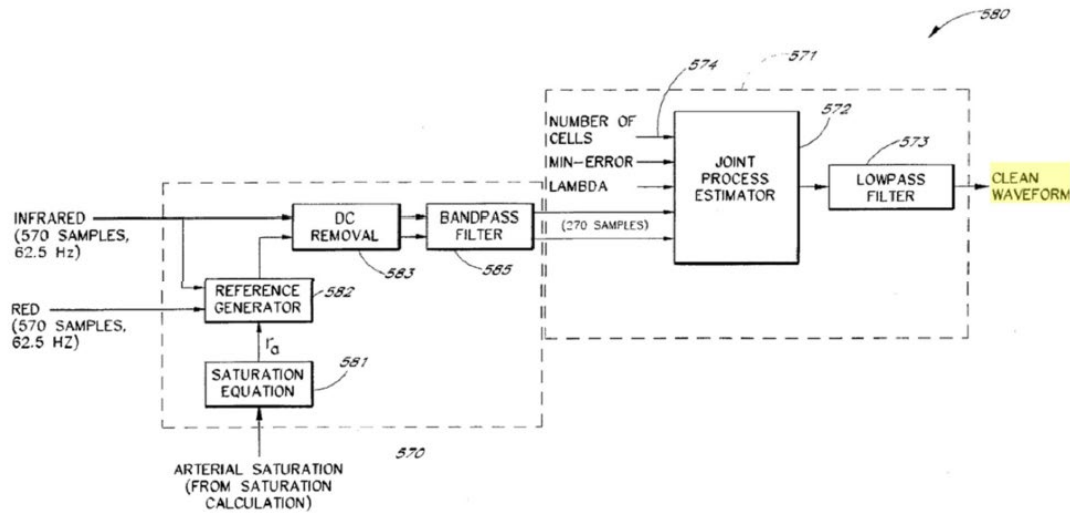 580
571
574
NUMBER OF
CELLS
572
MIN-ERROR
JOINT
PROCESS
ESTIMATOR
573
LAMBDA
LOWPASS
FILTER
CLEAN
WAVEFORM
INFRARED
(570 SAMPLES,
62.5 Hz)
DC
REMOVAL
BANDPASS
FILTER
(270 SAMPLES)
583
585
REFERENCE
GENERATOR
582
RED
(570 SAMPLES,
62.5 HZ)
ra
581
SATURATION
EQUATION
570
ARTERIAL SATURATION
(FROM SATURATION
CALCULATION)